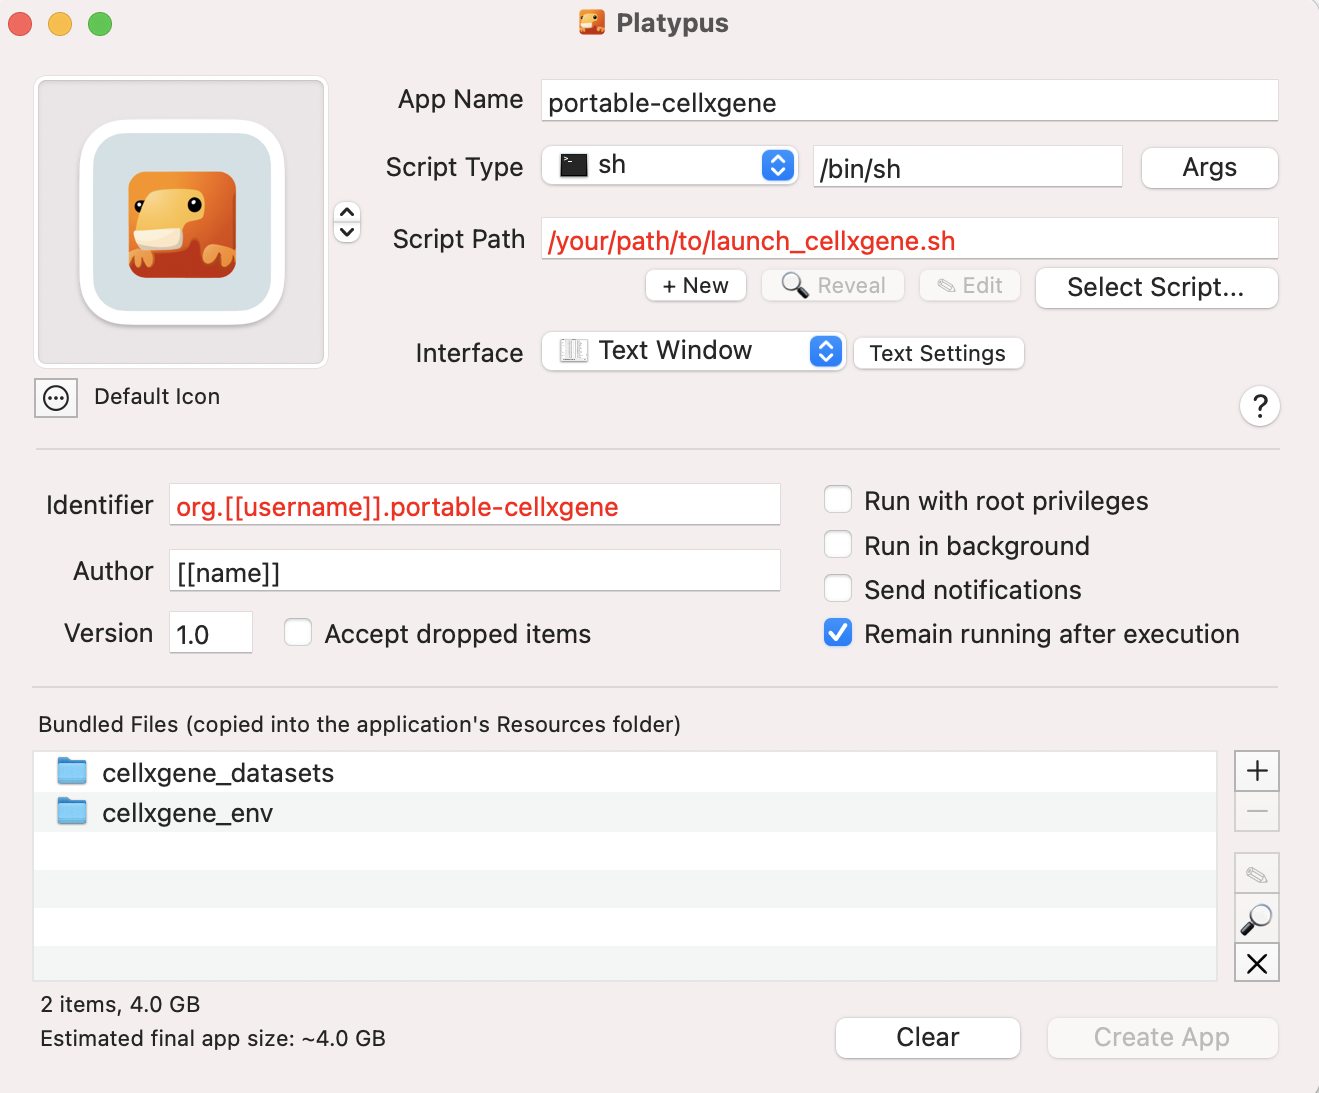 Platypus
App Name portable-cellxgene
Script Type sh /bin/sh Args
Script Path /your/path/to/launch_cellxgene.sh
+ New Reveal Edit Select Script...
Interface Text Window Text Settings
Default Icon ?
Identifier org.[[username]].portable-cellxgene
Author [[name]]
Version 1.0 Accept dropped items
Run with root privileges
Run in background
Send notifications
Remain running after execution
Bundled Files (copied into the application's Resources folder)
cellxgene_datasets
cellxgene_env
2 items, 4.0 GB
Estimated final app size: ~4.0 GB
Clear Create App